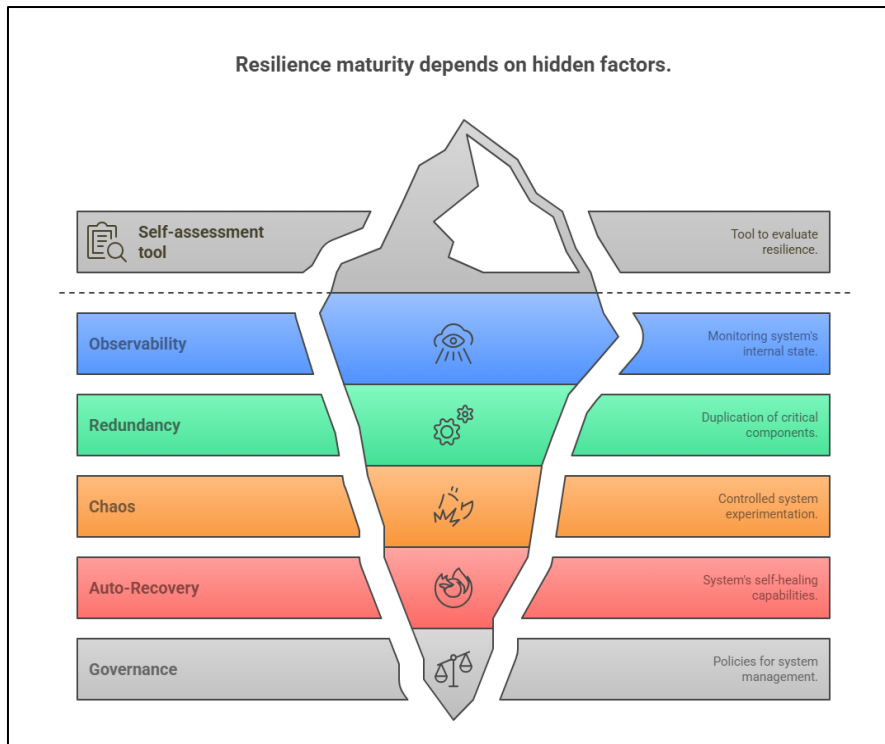 Resilience maturity depends on hidden factors.
Self-assessment
tool
Tool to evaluate
resilience.
Observability
Monitoring system's
internal state.
Redundancy
Duplication of critical
components.
Chaos
Controlled system
experimentation.
Auto-Recovery
System's self-healing
capabilities.
Governance
Policies for system
management.